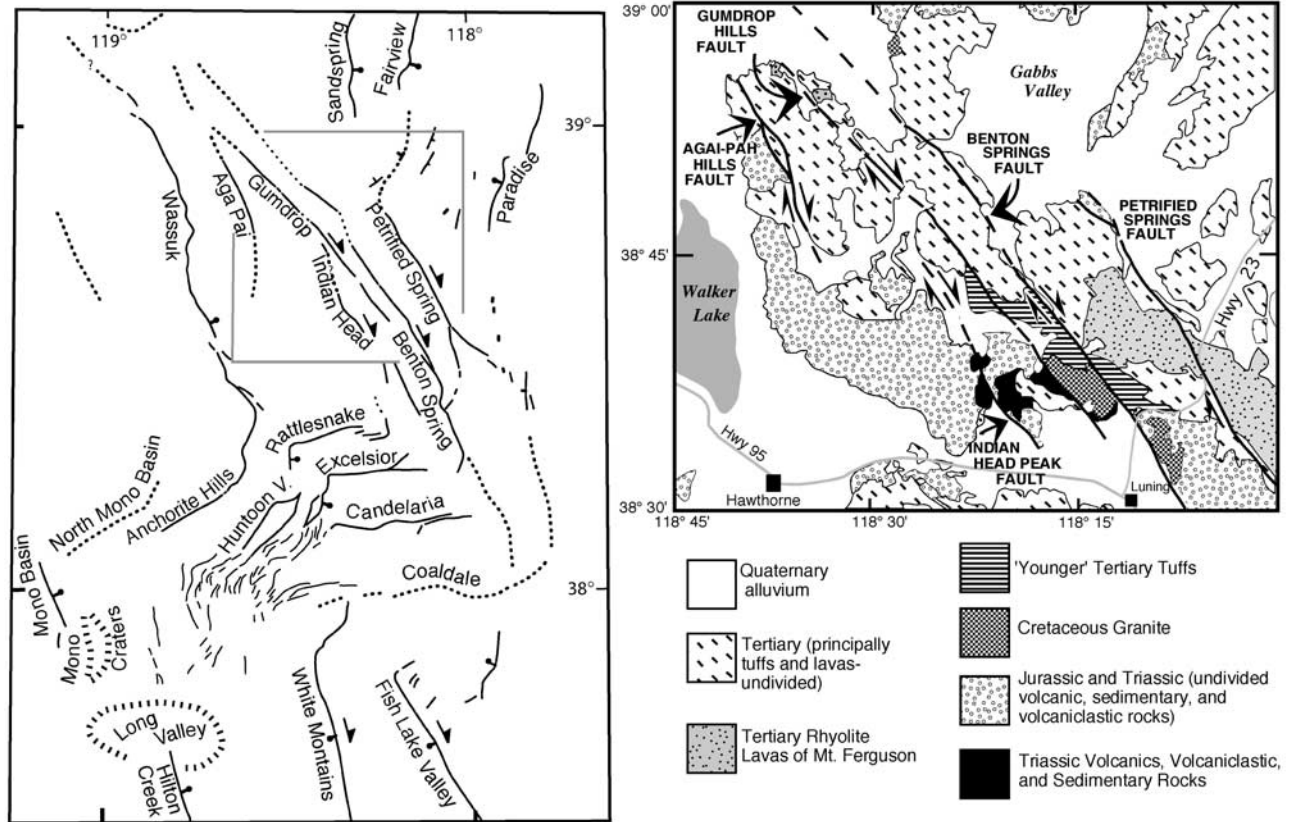 119°
118°
39°
38°
Sandspring
Fairview
Paradise
?
Wassuk
Aga Pai
Gumdrop
Indian Head
Petrified Spring
Benton Spring
Rattlesnake
Excelsior
Huntoon V.
Candelaria
Coaldale
North Mono Basin
Anchorite Hills
Mono Basin
Mono
Craters
Long
Valley
Hilton
Creek
White Mountains
Fish Lake Valley
39° 00'
38° 45'
38° 30'
118° 45'
118° 30'
118° 15'
GUMDROP
HILLS
FAULT
AGAI-PAH
HILLS
FAULT
Gabbs
Valley
BENTON
SPRINGS
FAULT
PETRIFIED
SPRINGS
FAULT
Hwy 23
Walker
Lake
Hwy 95
Hawthorne
INDIAN
HEAD PEAK
FAULT
Luning
Quaternary
alluvium
Tertiary (principally
tuffs and lavas-
undivided)
Tertiary Rhyolite
Lavas of Mt. Ferguson
'Younger' Tertiary Tuffs
Cretaceous Granite
Jurassic and Triassic (undivided
volcanic, sedimentary, and
volcaniclastic rocks)
Triassic Volcanics, Volcaniclastic,
and Sedimentary Rocks